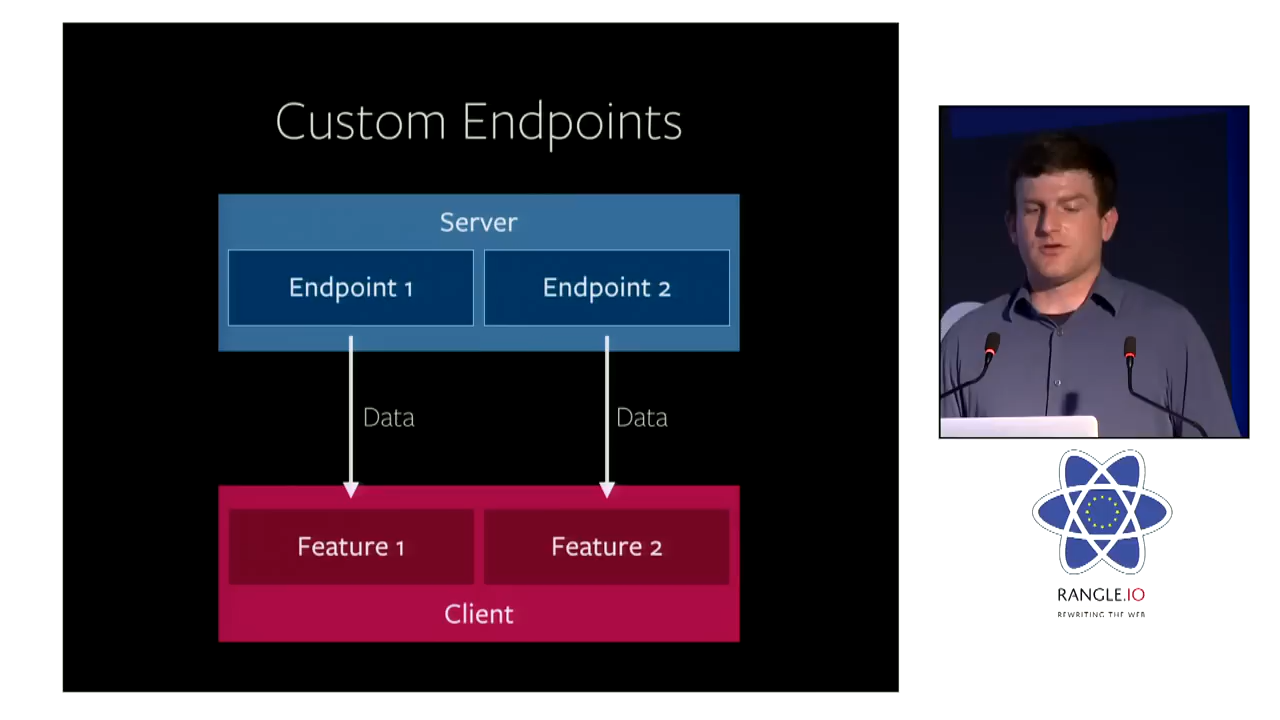 Custom Endpoints
Server
Endpoint 1
Endpoint 2
Data
Data
Feature 1
Feature 2
Client
RANGLE.IO
REWRITING THE WEB